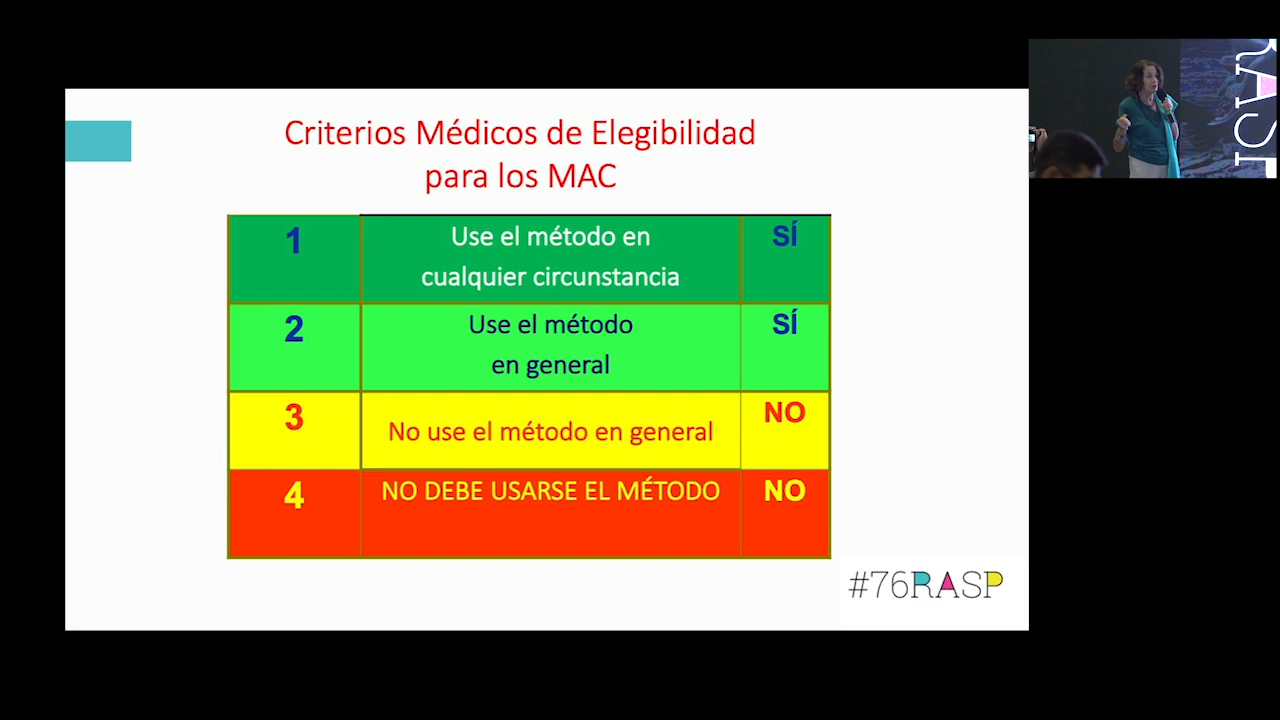 Criterios Médicos de Elegibilidad
para los MAC
1
Use el método en
cualquier circunstancia
SÍ
2
Use el método
en general
SÍ
3
No use el método en general
NO
4
NO DEBE USARSE EL MÉTODO
NO
#76RASP
RASP